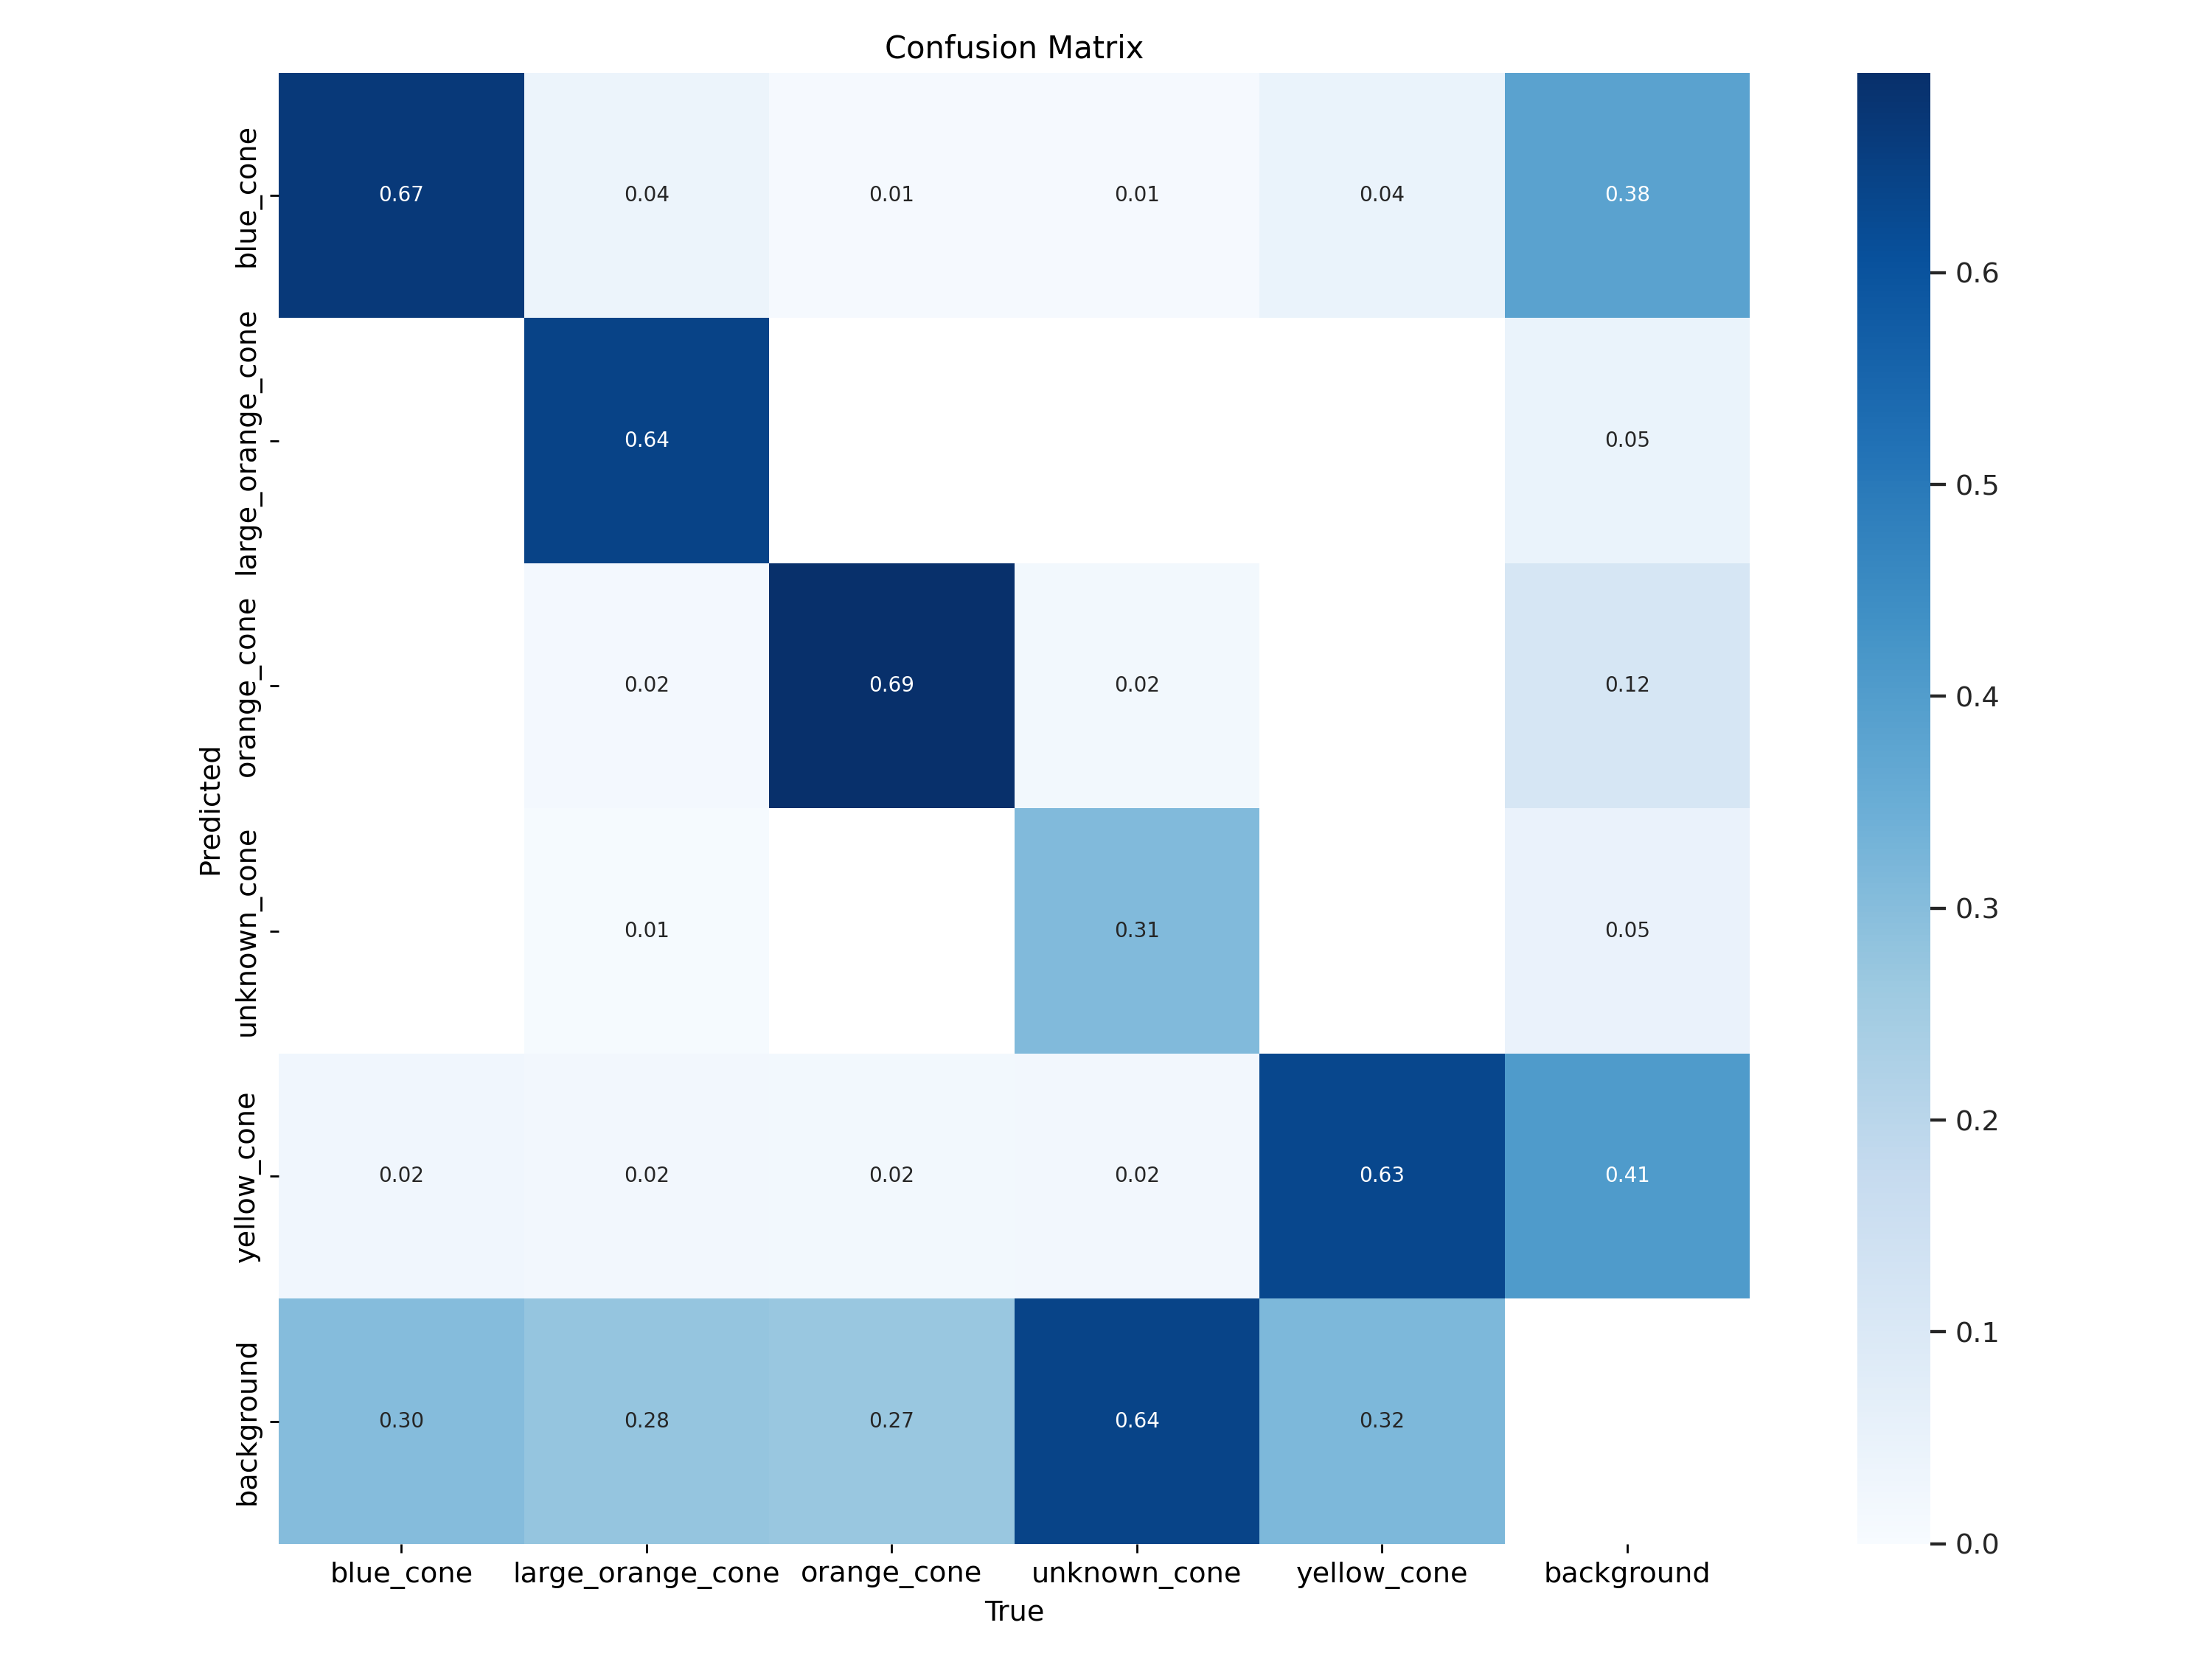 Confusion Matrix
blue_cone
0.67 0.04 0.01 0.01 0.04 0.38
large_orange_cone
0.64 0.05
orange_cone
0.02 0.69 0.02 0.12
unknown_cone
0.01 0.31 0.05
yellow_cone
0.02 0.02 0.02 0.02 0.63 0.41
background
0.30 0.28 0.27 0.64 0.32
Predicted
blue_cone large_orange_cone orange_cone unknown_cone yellow_cone background
True
0.6
0.5
0.4
0.3
0.2
0.1
0.0